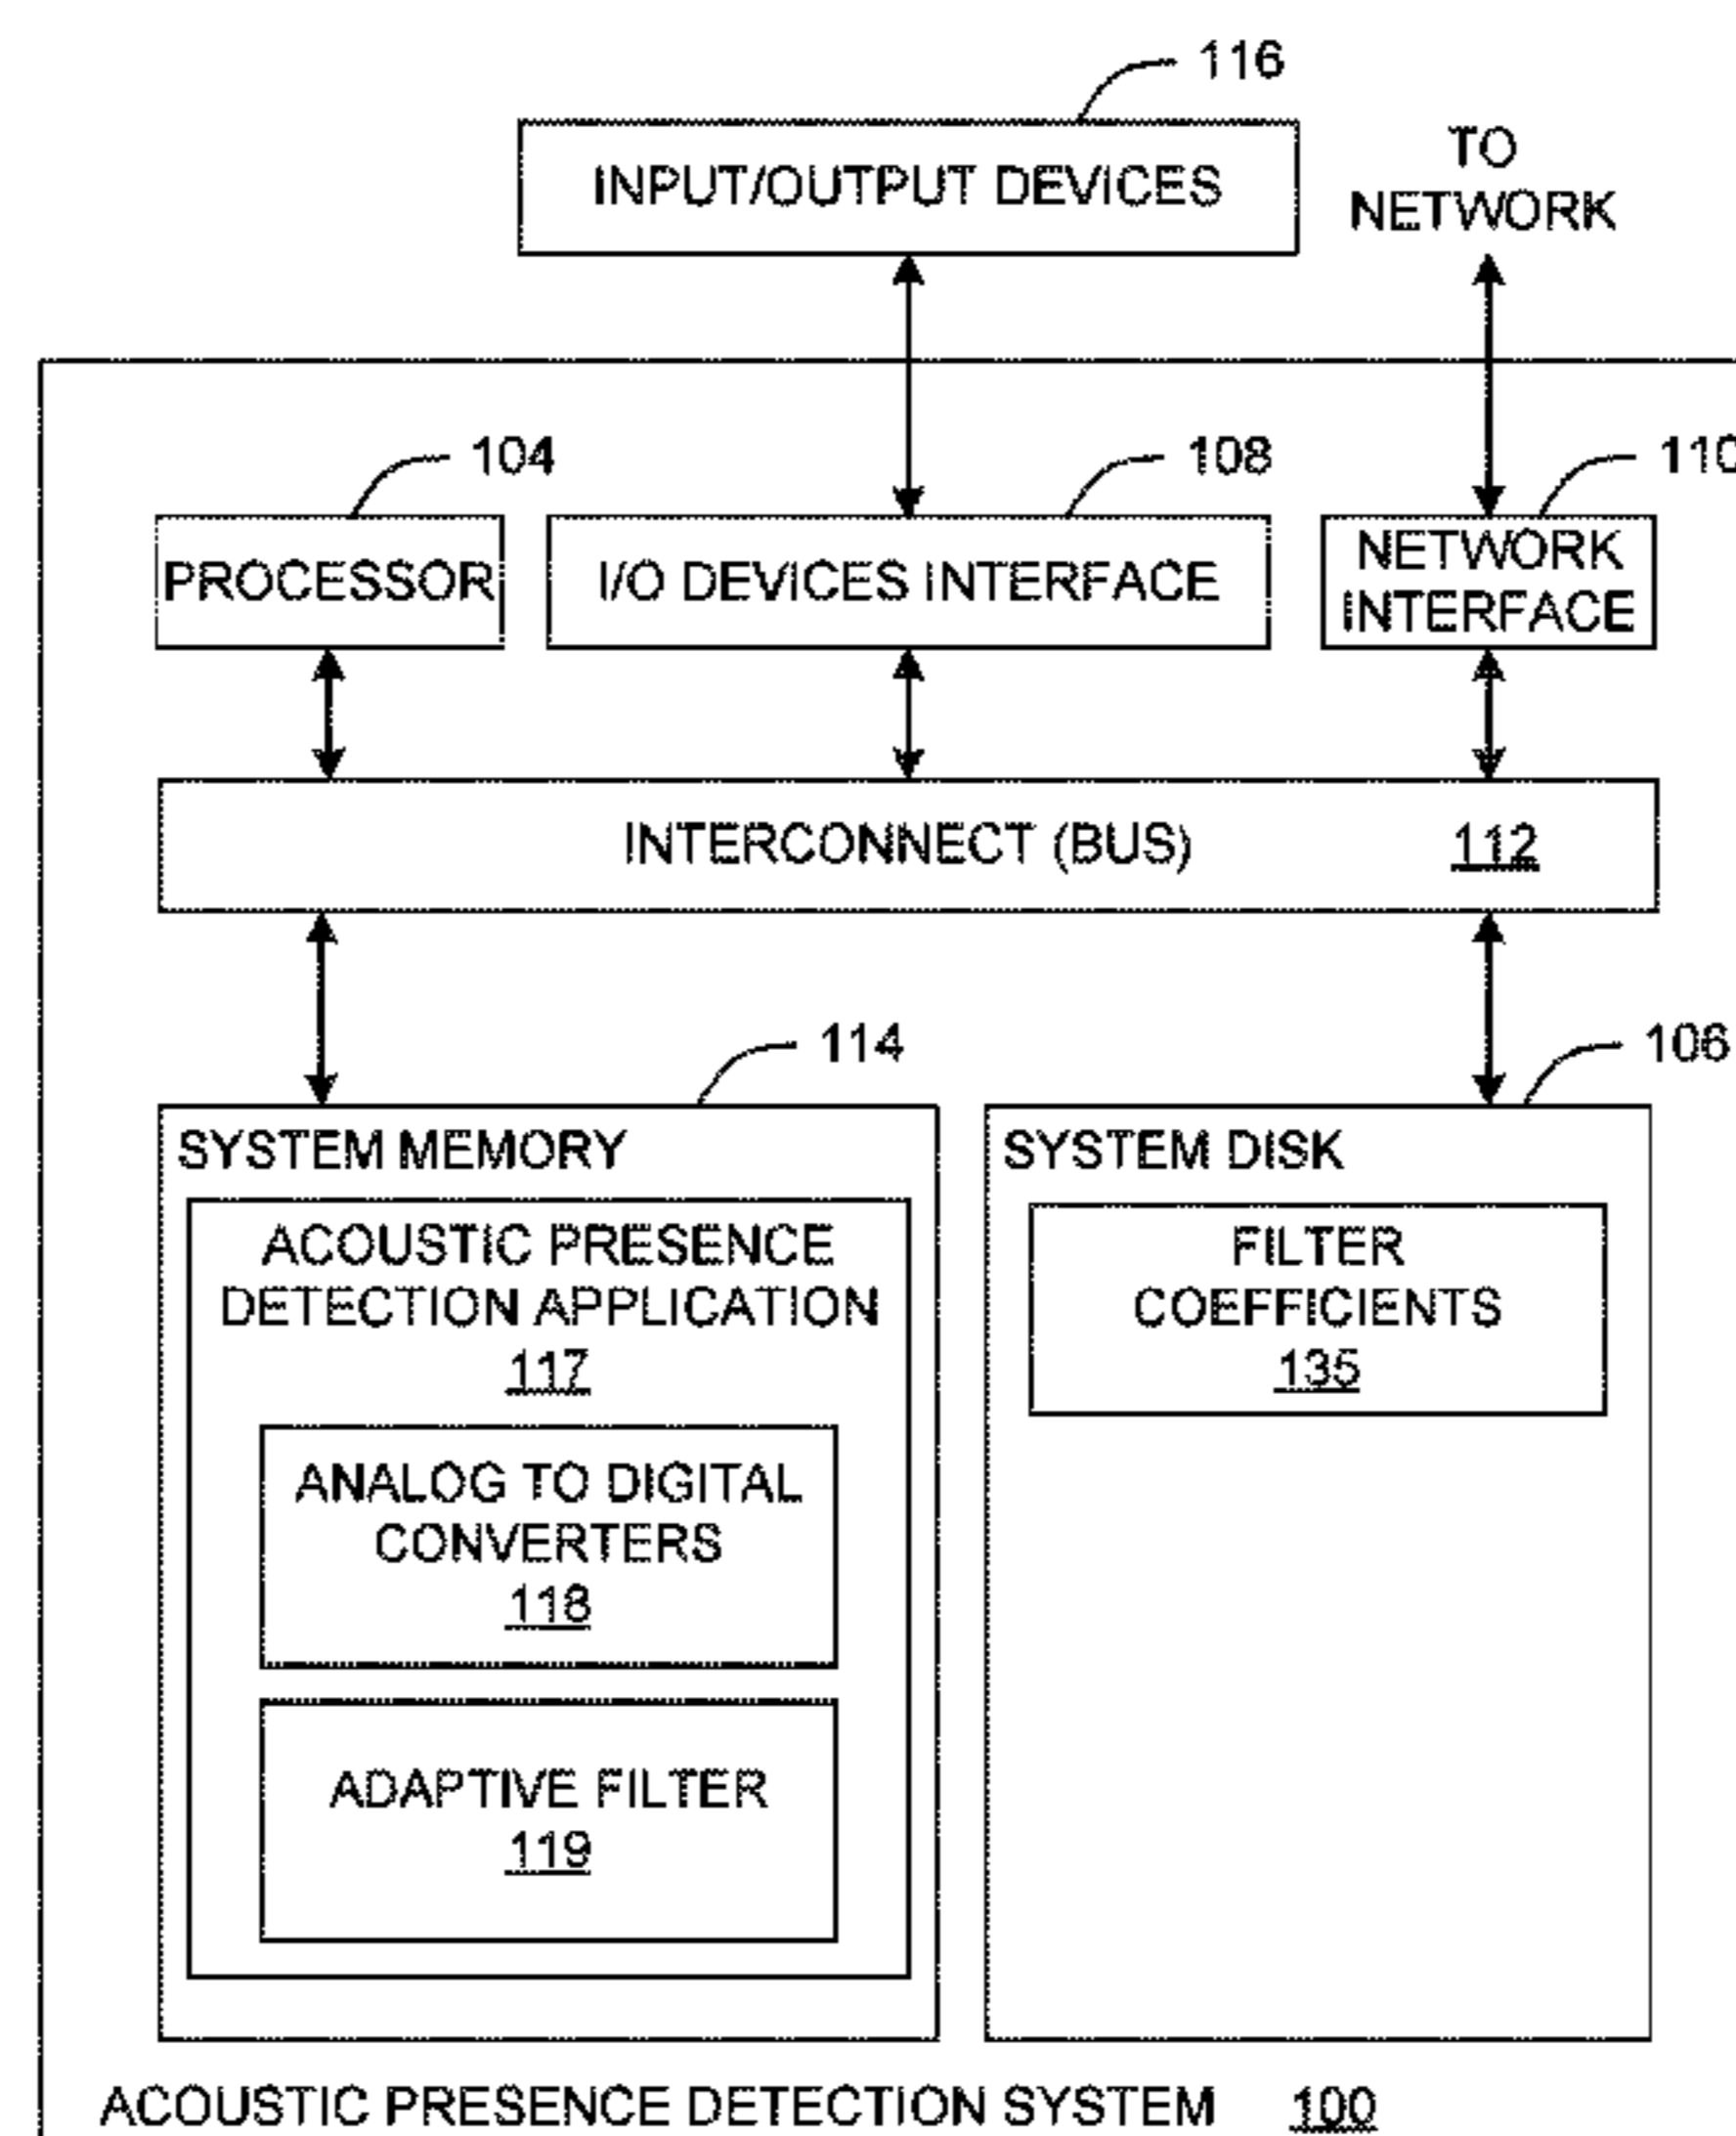 116
INPUT/OUTPUT DEVICES
TO
NETWORK
104
108
110
PROCESSOR
I/O DEVICES INTERFACE
NETWORK
INTERFACE
INTERCONNECT (BUS) 112
114
106
SYSTEM MEMORY
ACOUSTIC PRESENCE
DETECTION APPLICATION
117
ANALOG TO DIGITAL
CONVERTERS
118
ADAPTIVE FILTER
119
SYSTEM DISK
FILTER
COEFFICIENTS
135
ACOUSTIC PRESENCE DETECTION SYSTEM 100